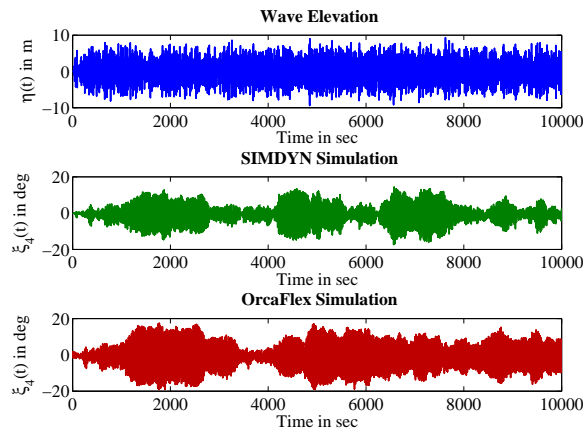 Wave Elevation
10
0
−10
η(t) in m
0 2000 4000 6000 8000 10000
Time in sec
SIMDYN Simulation
20
0
−20
ξ4(t) in deg
0 2000 4000 6000 8000 10000
Time in sec
OrcaFlex Simulation
20
0
−20
ξ4(t) in deg
0 2000 4000 6000 8000 10000
Time in sec